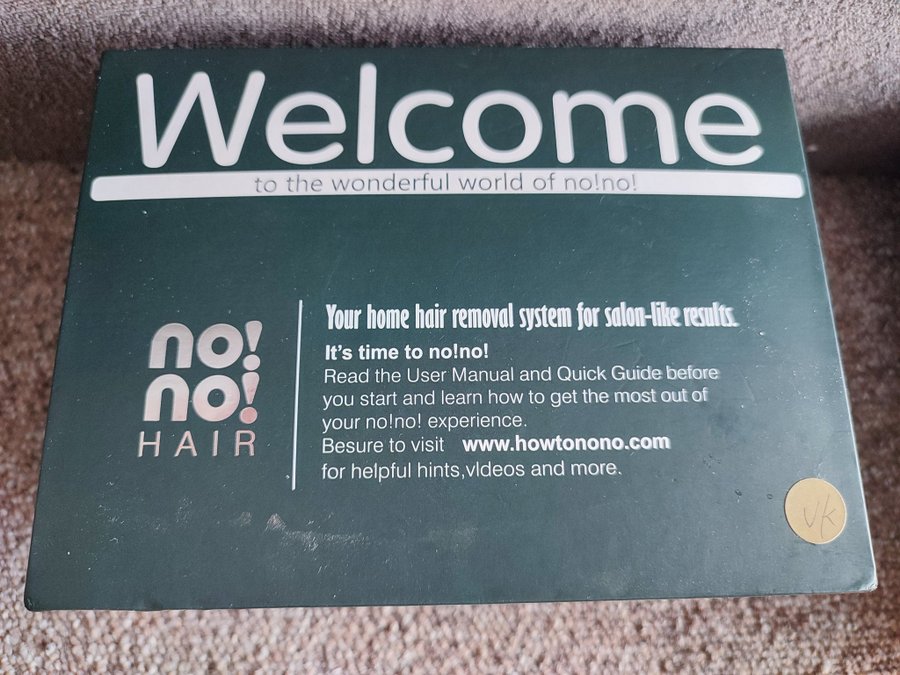 Welcome
to the wonderful world of no!no!
no!
no!
HAIR
Your home hair removal system for salon-like results.
It's time to no!no!
Read the User Manual and Quick Guide before
you start and learn how to get the most out of
your no!no! experience.
Besure to visit www.howtonono.com
for helpful hints,vldeos and more.
VK